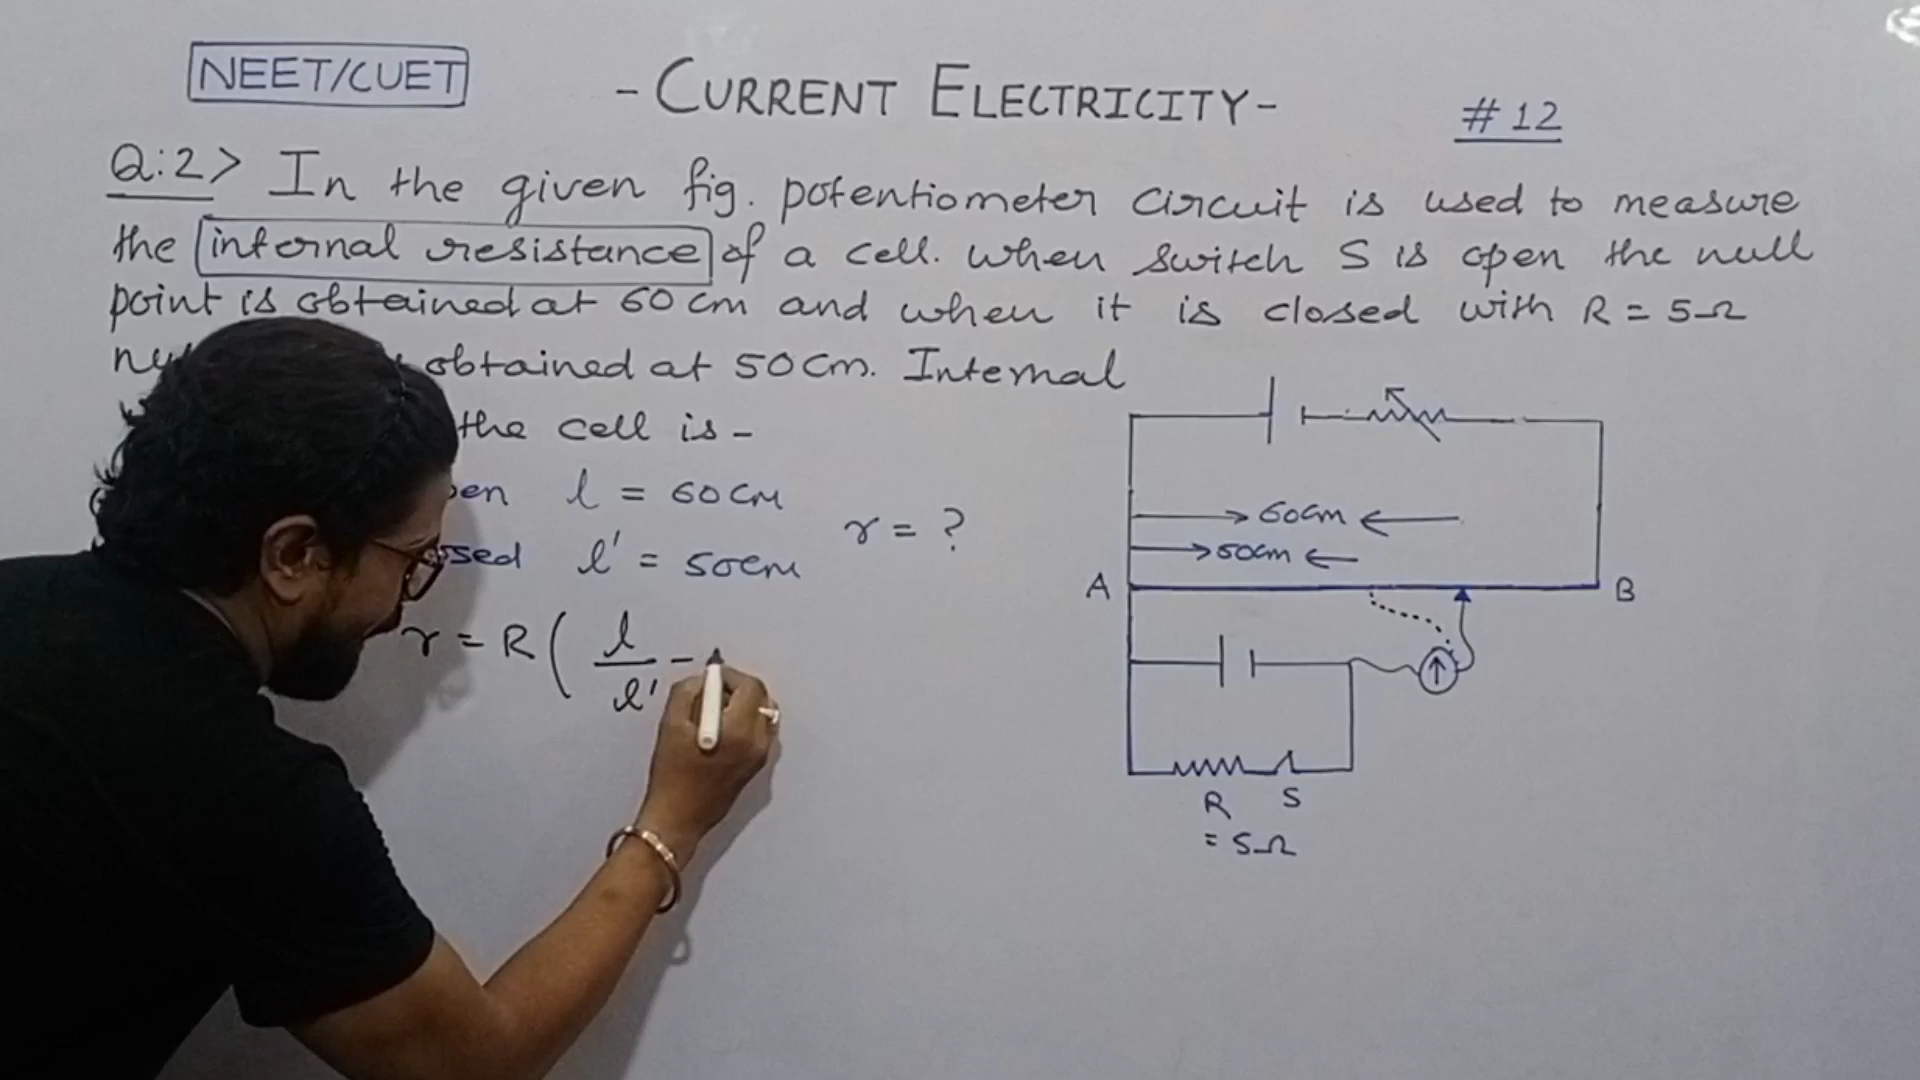 NEET/CUET
- CURRENT ELECTRICITY -
# 12
Q:2> In the given fig. potentiometer circuit is used to measure
the internal resistance of a cell. When switch S is open the null
point is obtained at 60 cm and when it is closed with R = 5Ω
obtained at 50cm. Internal
the cell is -
l = 60cm
l' = 50cm
r = ?
r = R ( l/l' -
60cm
50cm
A
B
R
S
= 5Ω